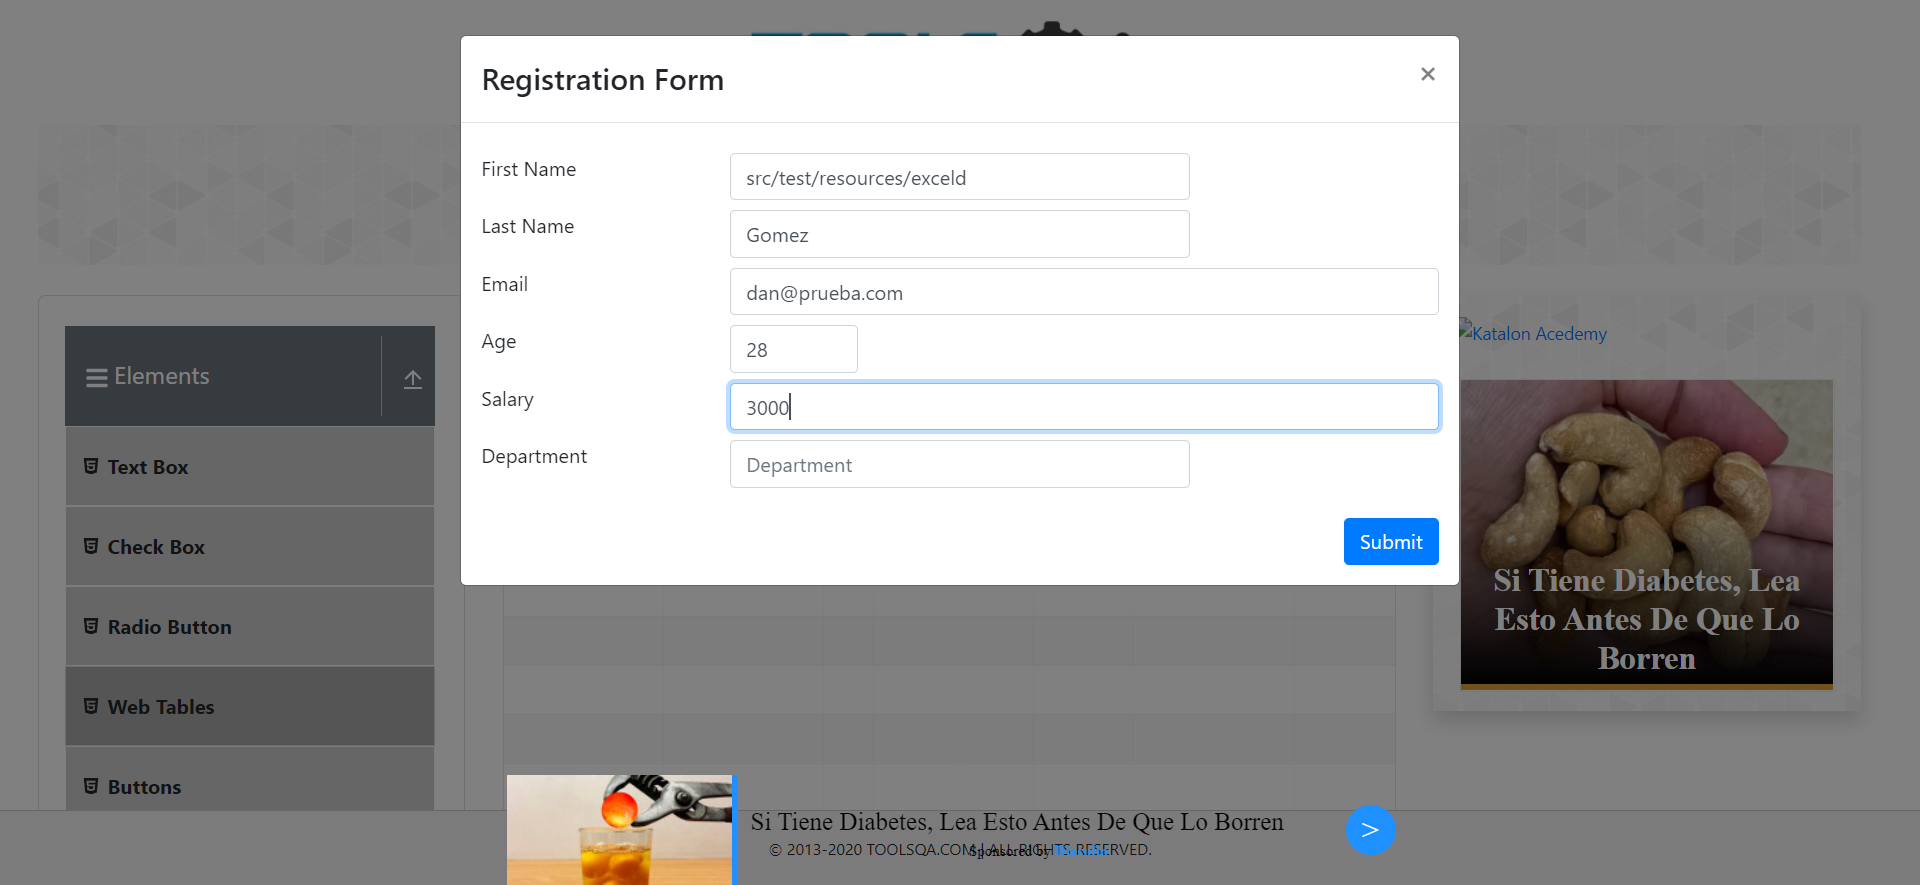 Registration Form
×
First Name
src/test/resources/exceld
Last Name
Gomez
Email
dan@prueba.com
Age
28
Salary
3000
Department
Department
Submit
Elements
Text Box
Check Box
Radio Button
Web Tables
Buttons
Katalon Acedemy
Si Tiene Diabetes, Lea
Esto Antes De Que Lo
Borren
Si Tiene Diabetes, Lea Esto Antes De Que Lo Borren
>
© 2013-2020 TOOLSQA.COM | ALL RIGHTS RESERVED.
Sponsored by